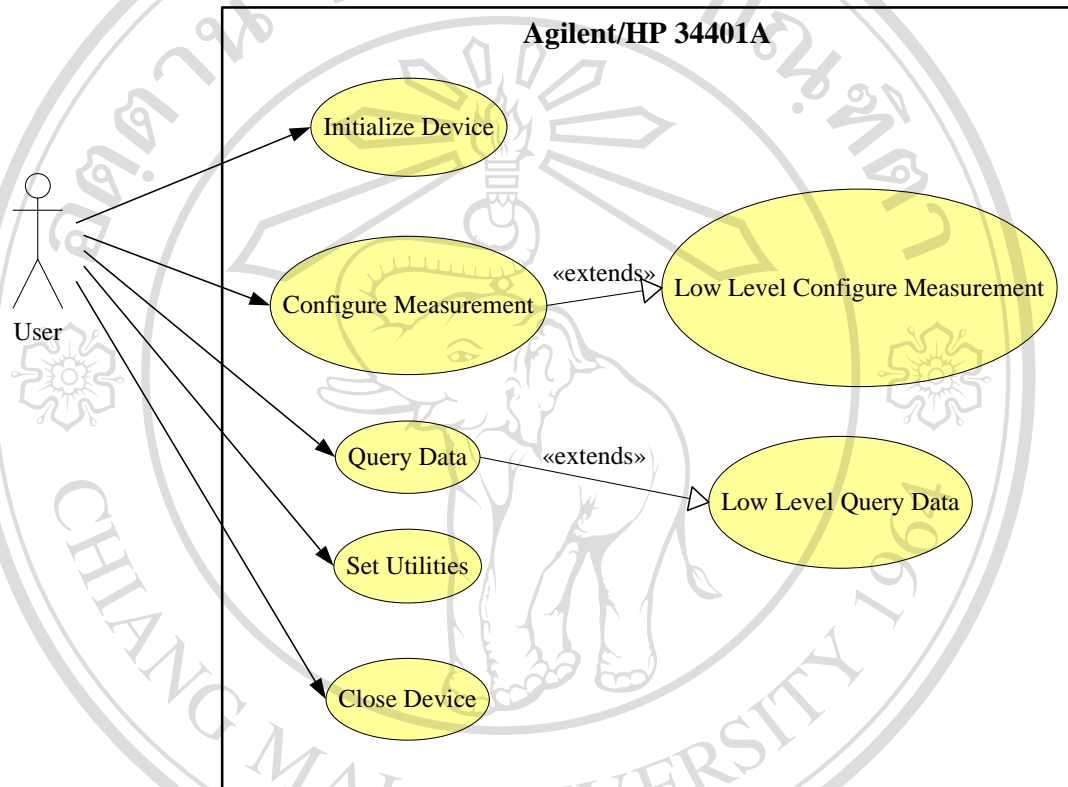 Agilent/HP 34401A
Initialize Device
«extends»
Configure Measurement
Low Level Configure Measurement
User
«extends»
Query Data
Low Level Query Data
Set Utilities
Close Device
CHIANG MAI UNIVERSITY 1964